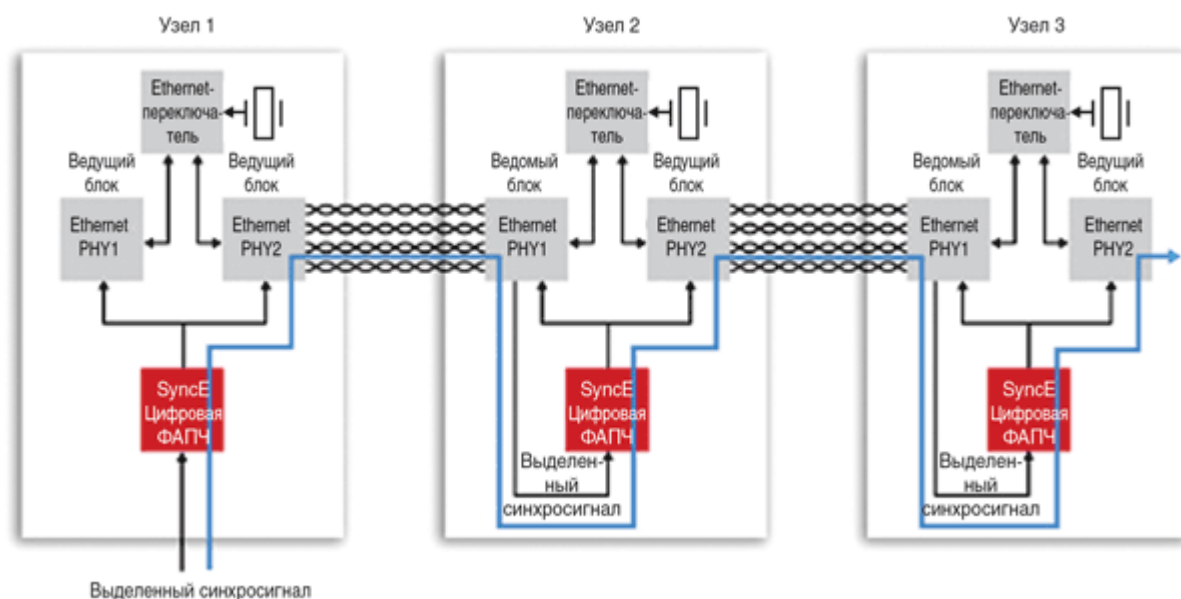 Узел 1
Узел 2
Узел 3
Ethernet-
переключа-
тель
Ведущий
блок
Ведущий
блок
Ethernet
PHY1
Ethernet
PHY2
SyncE
Цифровая
ФАПЧ
Выделенный синхросигнал
Ethernet-
переключа-
тель
Ведомый
блок
Ведущий
блок
Ethernet
PHY1
Ethernet
PHY2
SyncE
Цифровая
ФАПЧ
Выделен-
ный
синхросигнал
Ethernet-
переключа-
тель
Ведомый
блок
Ведущий
блок
Ethernet
PHY1
Ethernet
PHY2
SyncE
Цифровая
ФАПЧ
Выделен-
ный
синхросигнал